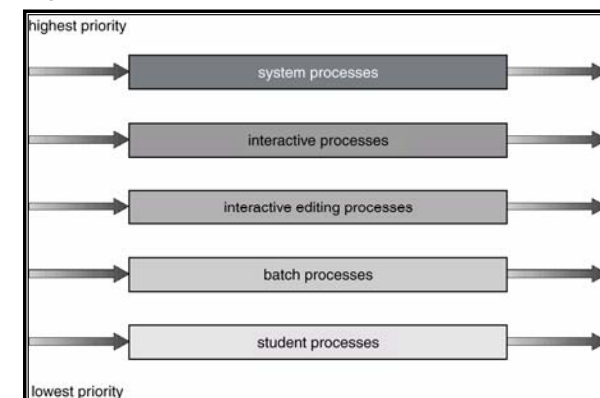 highest priority
system processes
interactive processes
interactive editing processes
batch processes
student processes
lowest priority